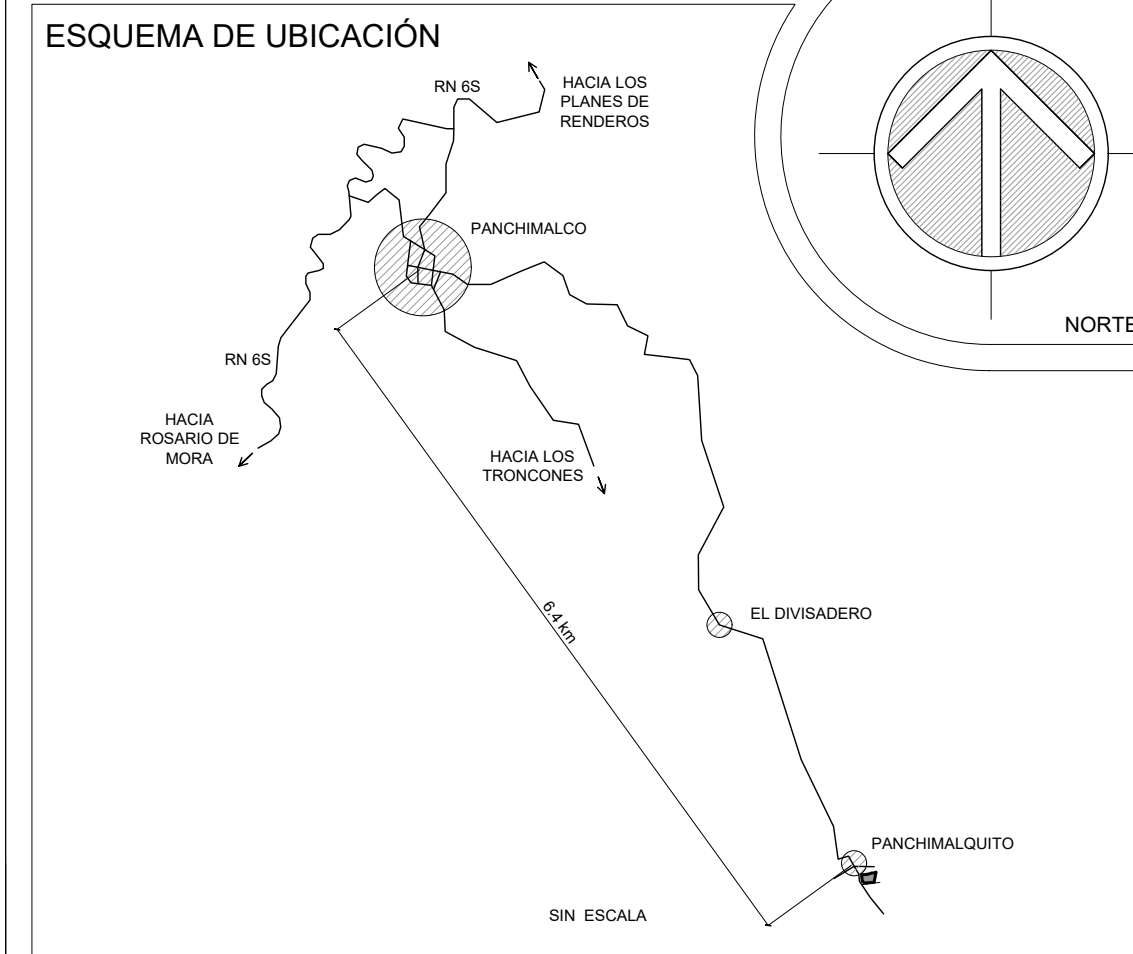 ESQUEMA DE UBICACIÓN
RN 6S
HACIA LOS
PLANES DE
RENDEROS
PANCHIMALCO
NORTE
RN 6S
HACIA
ROSARIO DE
MORA
HACIA LOS
TRONCONES
6.4 km
EL DIVISADERO
PANCHIMALQUITO
SIN ESCALA